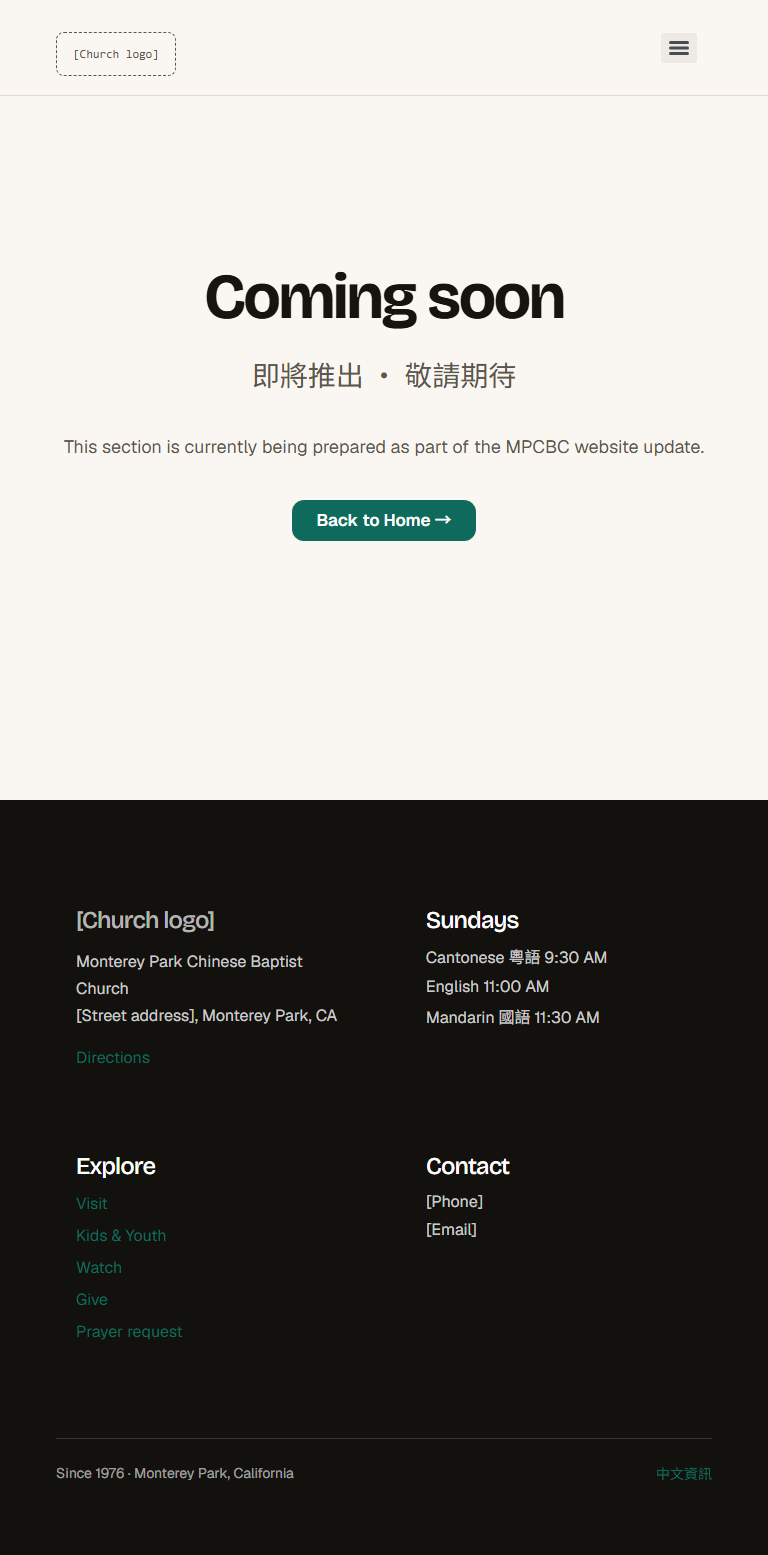 [Church logo]
Coming soon
即將推出 • 敬請期待
This section is currently being prepared as part of the MPCBC website update.
Back to Home →
[Church logo]
Monterey Park Chinese Baptist
Church
[Street address], Monterey Park, CA
Directions
Sundays
Cantonese 粵語 9:30 AM
English 11:00 AM
Mandarin 國語 11:30 AM
Explore
Visit
Kids & Youth
Watch
Give
Prayer request
Contact
[Phone]
[Email]
Since 1976 · Monterey Park, California
中文資訊